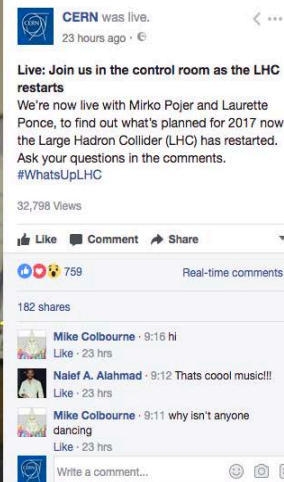 CERN was live.
23 hours ago ·
Live: Join us in the control room as the LHC
restarts
We're now live with Mirko Pojer and Laurette
Ponce, to find out what's planned for 2017 now
the Large Hadron Collider (LHC) has restarted.
Ask your questions in the comments.
#WhatsUpLHC
32,798 Views
Like Comment Share
759 Real-time comments
182 shares
Mike Colbourne · 9:16 hi
Like · 23 hrs
Naief A. Alahmad · 9:12 Thats coool music!!!
Like · 23 hrs
Mike Colbourne · 9:11 why isn't anyone
dancing
Like · 23 hrs
Write a comment...